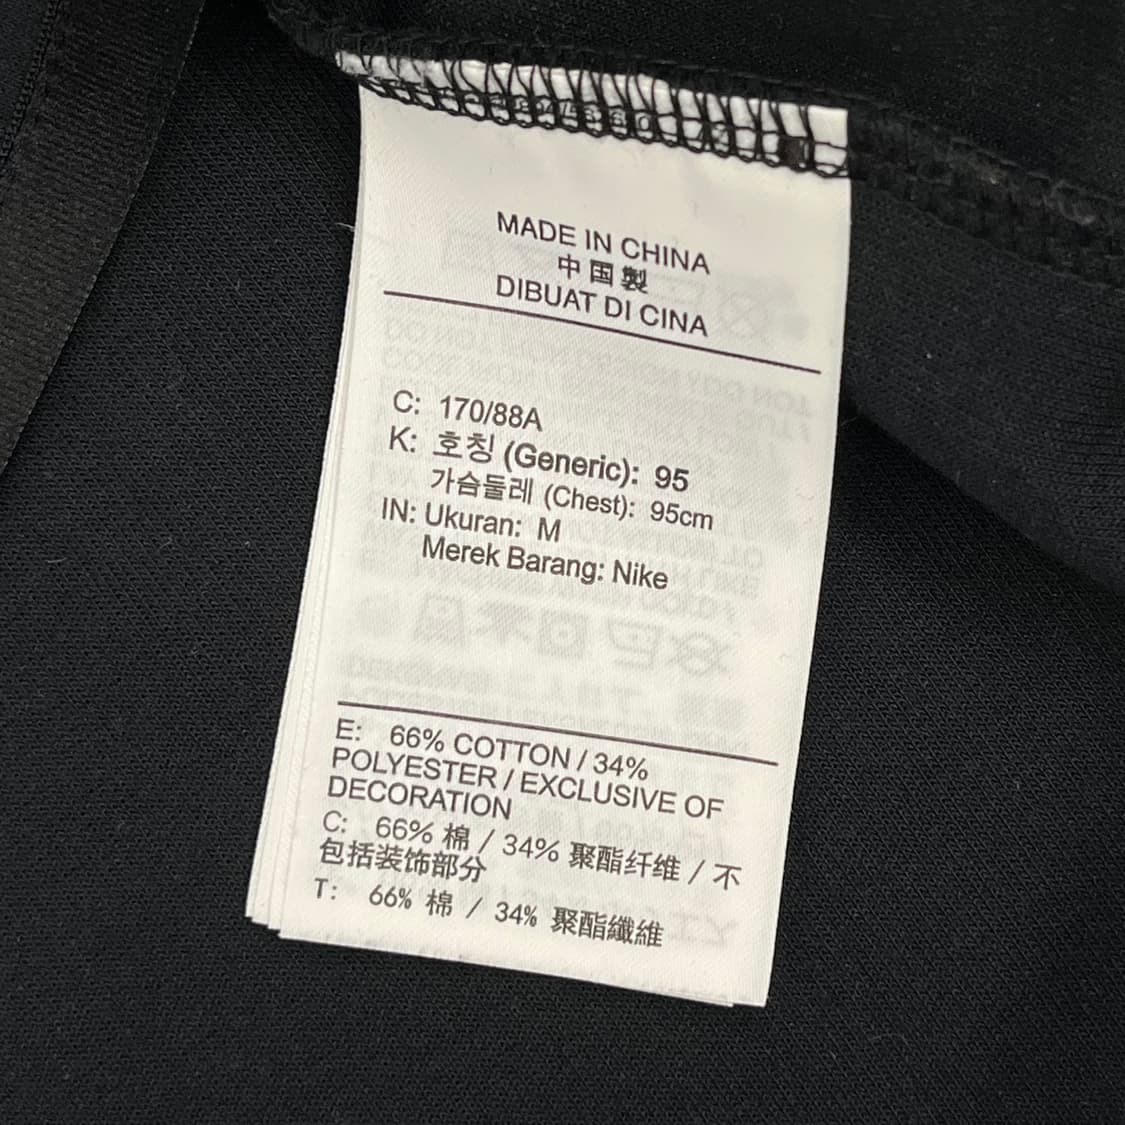 MADE IN CHINA
中国製
DIBUAT DI CINA
C: 170/88A
K: 호칭 (Generic): 95
가슴둘레 (Chest): 95cm
IN: Ukuran: M
Merek Barang: Nike
E: 66% COTTON / 34%
POLYESTER / EXCLUSIVE OF
DECORATION
C: 66% 棉 / 34% 聚酯纤维 / 不
包括装饰部分
T: 66% 棉 / 34% 聚酯纖維